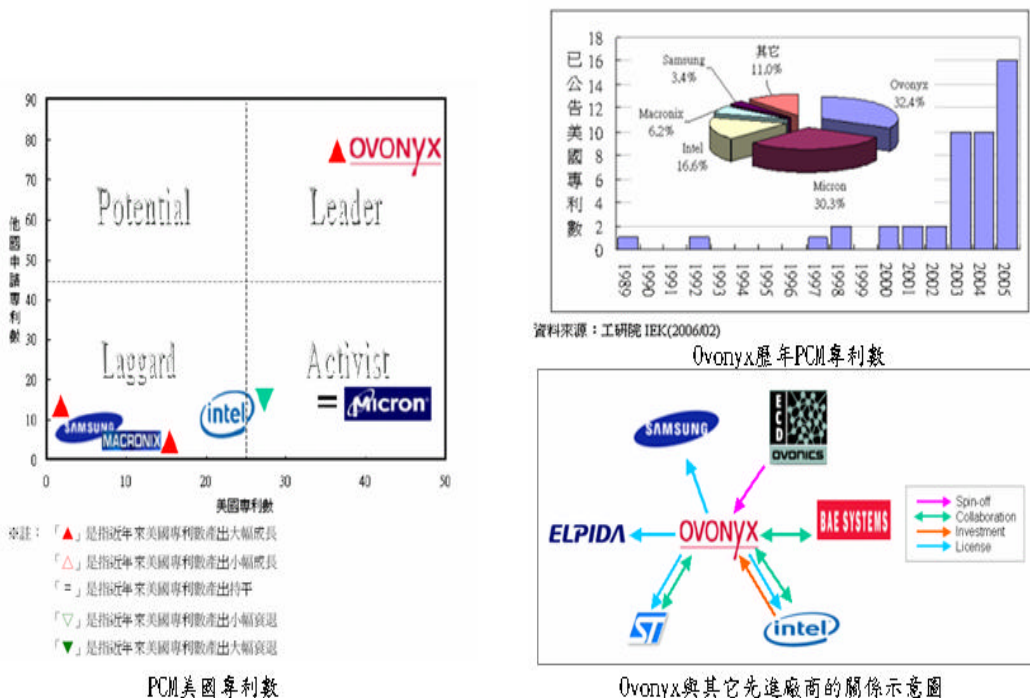 90
80
70
60
50
40
30
20
10
0
他國申請專利數
OVONYX
Potential
Leader
Laggard
Activist
SAMSUNG
MACRONIX
intel
= Micron
0 10 20 30 40 50
美國專利數
※註： 「▲」是指近年來美國專利數產出大幅成長
「△」是指近年來美國專利數產出小幅成長
「=」是指近年來美國專利數產出持平
「▽」是指近年來美國專利數產出小幅衰退
「▼」是指近年來美國專利數產出大幅衰退
PCM美國專利數
已公告美國專利數
18
16
14
12
10
8
6
4
2
0
其它
11.0%
Samsung
3.4%
Macronix
6.2%
Intel
16.6%
Ovonyx
32.4%
Micron
30.3%
1989 1990 1991 1992 1993 1994 1995 1996 1997 1998 1999 2000 2001 2002 2003 2004 2005
資料來源：工研院 IEK(2006/02)
Ovonyx歷年PCM專利數
SAMSUNG
ECD
OVONICS
ELPIDA
OVONYX
BAE SYSTEMS
ST
intel
Spin-off
Collaboration
Investment
License
Ovonyx與其它先進廠商的關係示意圖